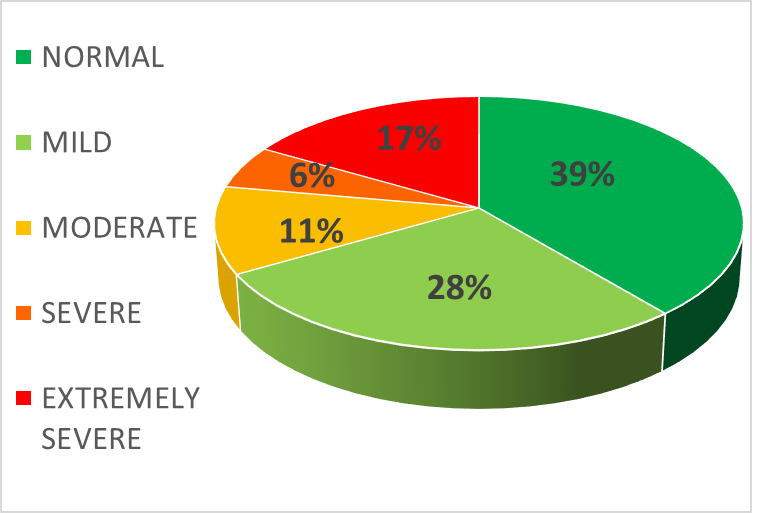 NORMAL
MILD
MODERATE
SEVERE
EXTREMELY
SEVERE
17%
39%
6%
11%
28%